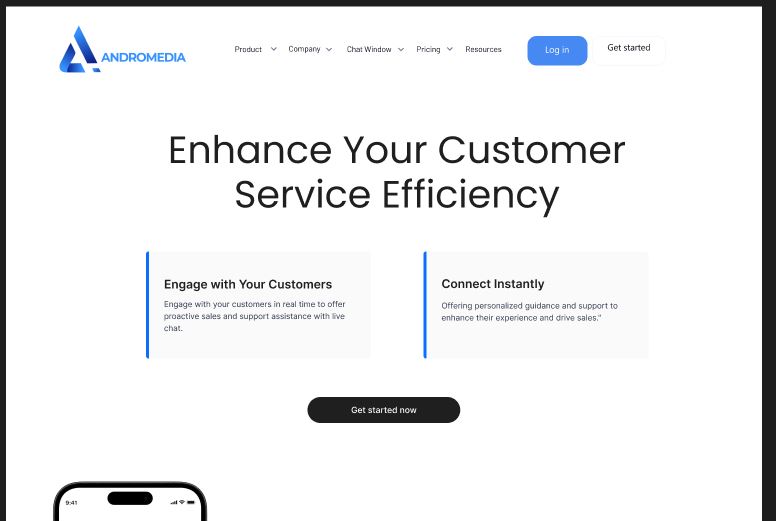 ANDROMEDIA
Product Company Chat Window Pricing Resources Log in Get started
Enhance Your Customer
Service Efficiency
Engage with Your Customers
Engage with your customers in real time to offer
proactive sales and support assistance with live
chat.
Connect Instantly
Offering personalized guidance and support to
enhance their experience and drive sales."
Get started now
9:41